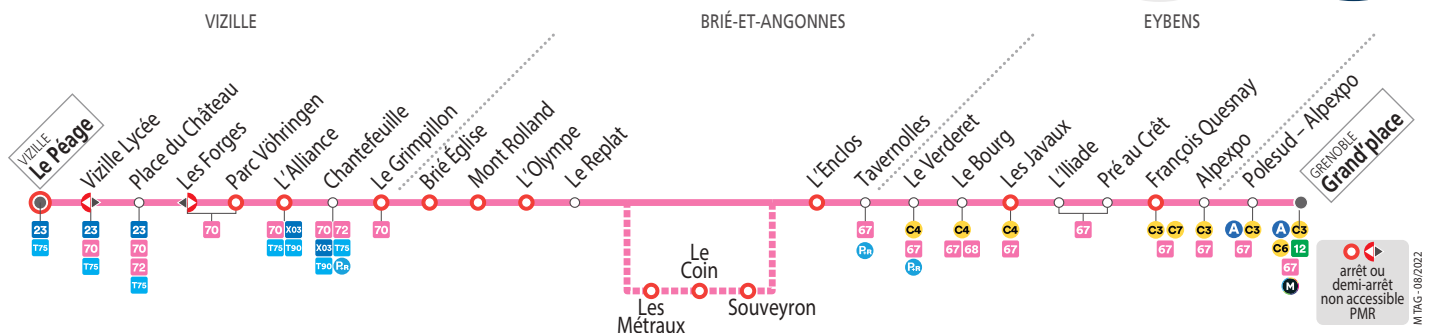 VIZILLE
BRIÉ-ET-ANGONNES
EYBENS
VIZILLE
Le Péage
Vizille Lycée
Place du Château
Les Forges
Parc Vöhringen
L'Alliance
Chantefeuille
Le Grimpillon
Brié Église
Mont Rolland
L'Olympe
Le Replat
L'Enclos
Tavernolles
Le Verderet
Le Bourg
Les Javaux
L'Iliade
Pré au Crêt
François Quesnay
Alpexpo
Polesud – Alpexpo
GRENOBLE
Grand'place
23
T75
23
70
T75
23
70
72
T75
70
70 X03
T75 T90
70 72
X03 T75
T90 P+R
70
67
P+R
C4
67
P+R
C4
67 68
C4
67
C3 C7
67
C3
67
A C3
67
A C3
C6 12
67
M
Les
Métraux
Le
Coin
Souveyron
arrêt ou
demi-arrêt
non accessible
PMR
M TAG - 08/2022